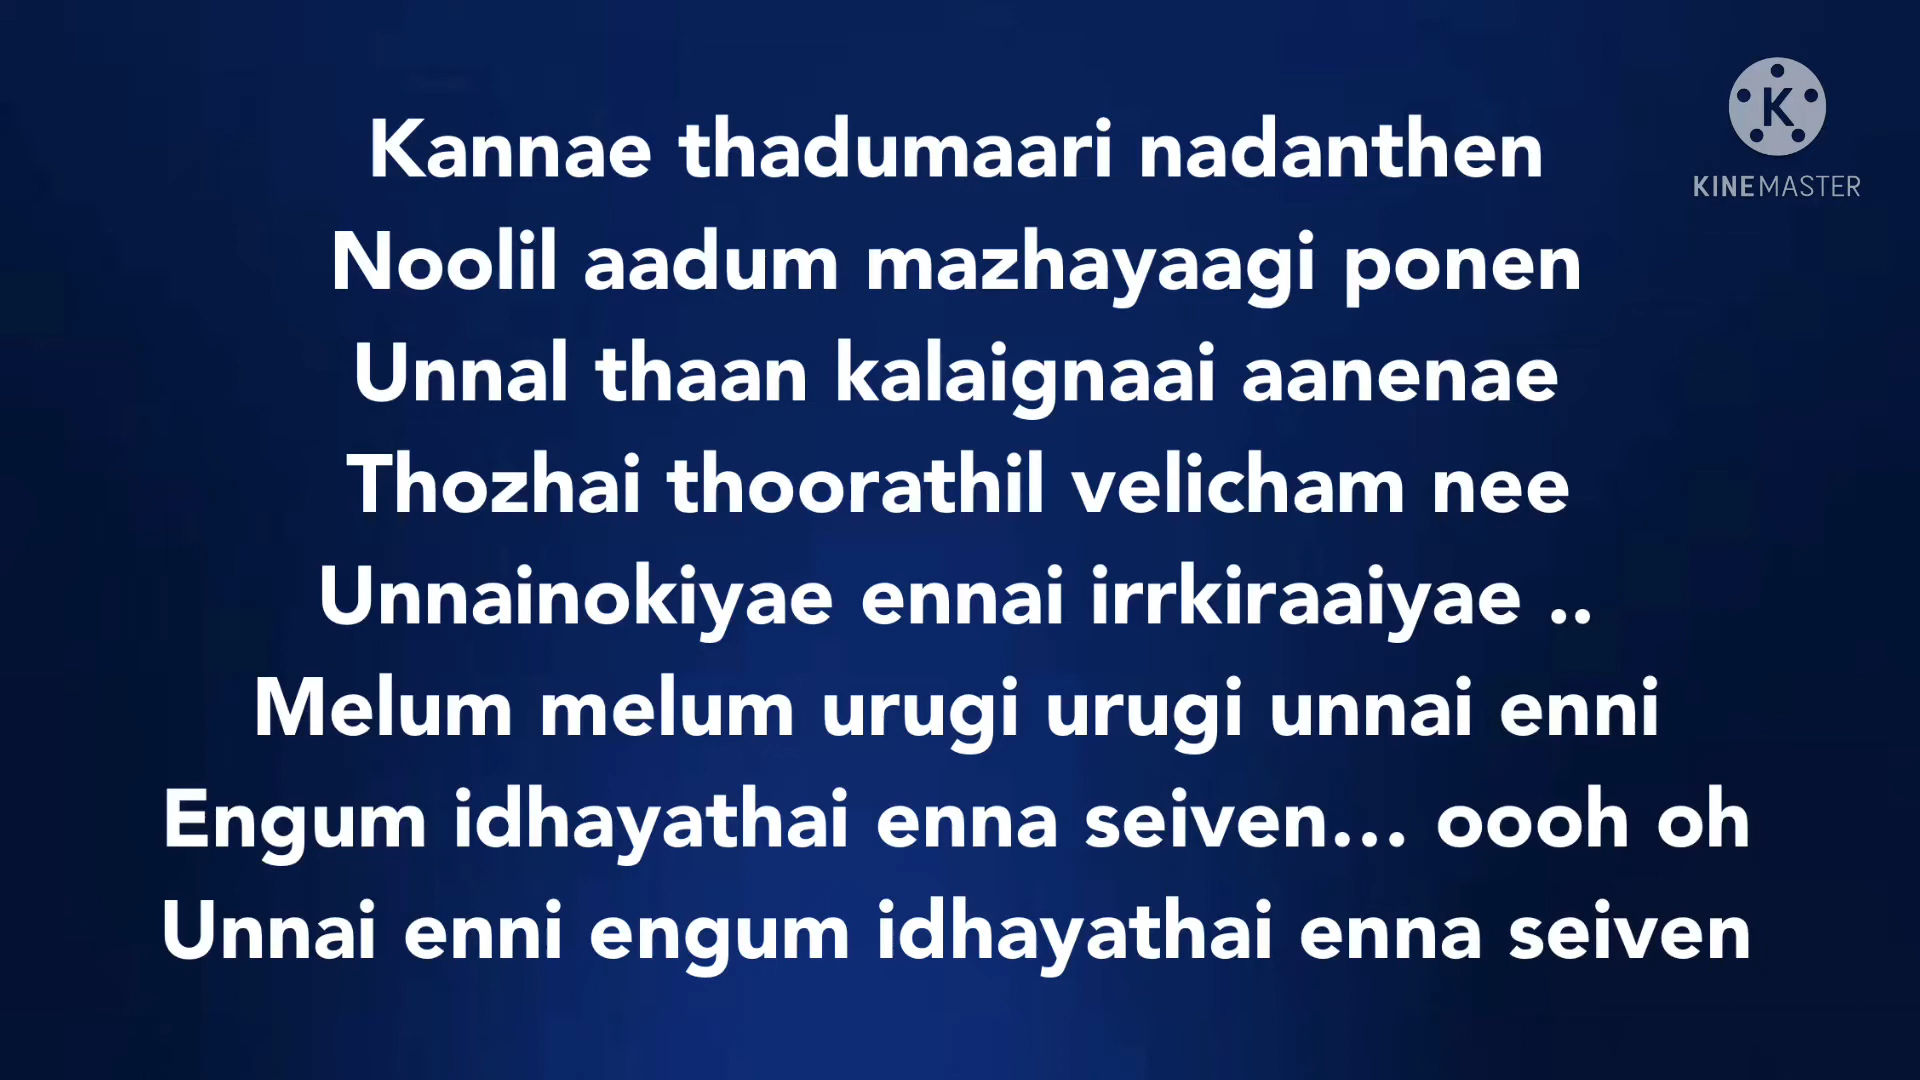 Kannae thadumaari nadanthen
Noolil aadum mazhayaagi ponen
Unnal thaan kalaignaai aanenae
Thozhai thoorathil velicham nee
Unnainokiyae ennai irrkiraaiyae ..
Melum melum urugi urugi unnai enni
Engum idhayathai enna seiven... oooh oh
Unnai enni engum idhayathai enna seiven
K
KINEMASTER